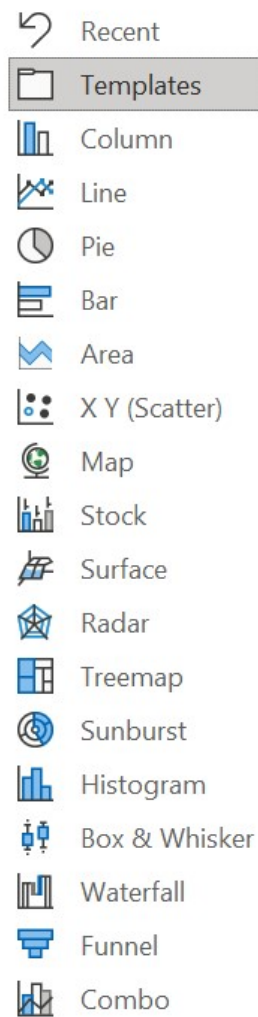 Recent
Templates
Column
Line
Pie
Bar
Area
X Y (Scatter)
Map
Stock
Surface
Radar
Treemap
Sunburst
Histogram
Box & Whisker
Waterfall
Funnel
Combo